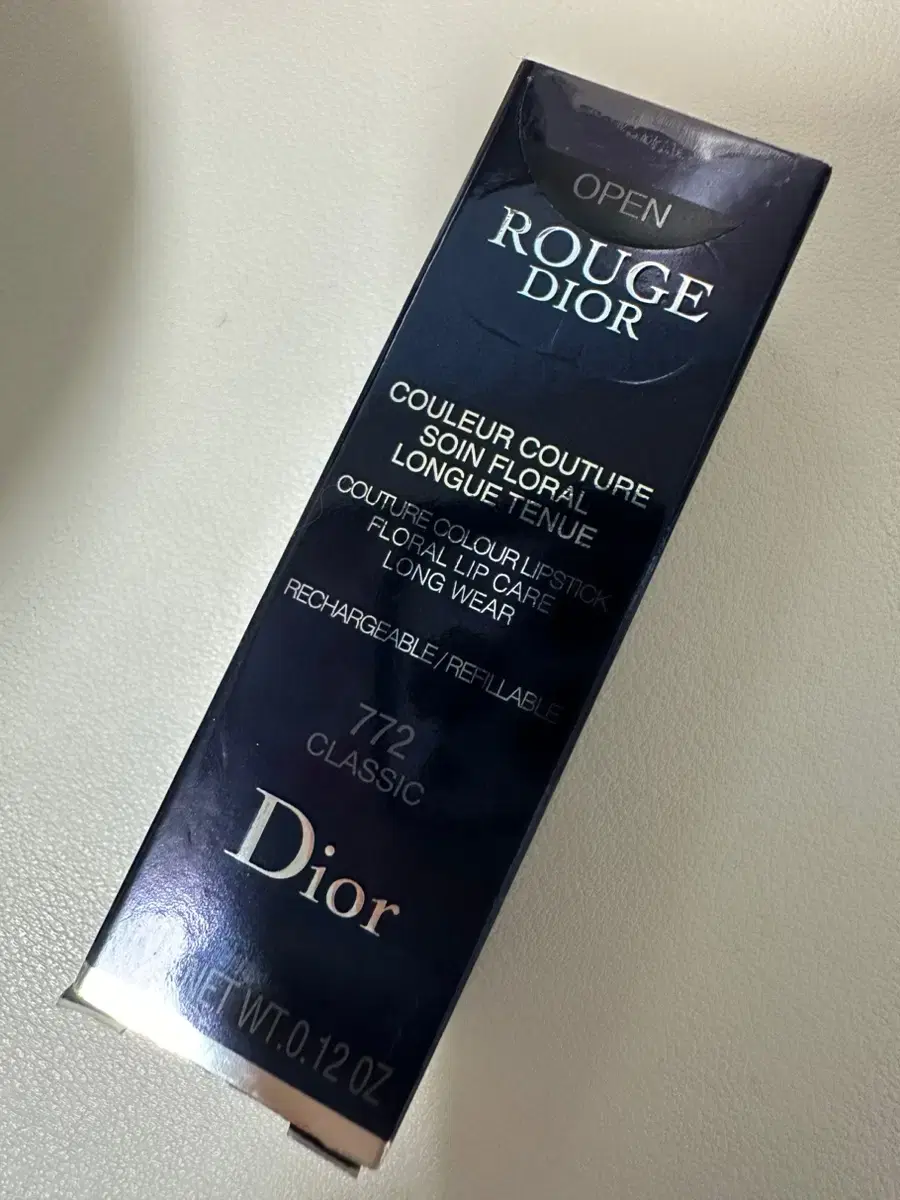 OPEN
ROUGE
DIOR
COULEUR COUTURE
SOIN FLORAL
LONGUE TENUE
COUTURE COLOUR LIPSTICK
FLORAL LIP CARE
LONG WEAR
RECHARGEABLE/REFILLABLE
772
CLASSIC
Dior
NET WT.0.12 OZ